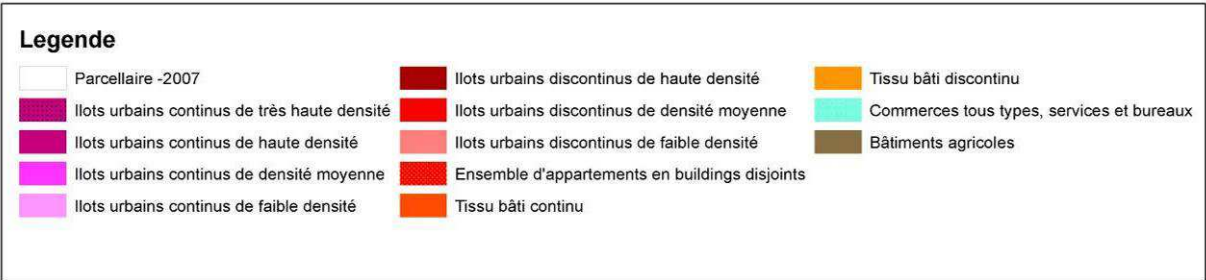 Legende
Parcellaire -2007
Ilots urbains continus de très haute densité
Ilots urbains continus de haute densité
Ilots urbains continus de densité moyenne
Ilots urbains continus de faible densité
Ilots urbains discontinus de haute densité
Ilots urbains discontinus de densité moyenne
Ilots urbains discontinus de faible densité
Ensemble d'appartements en buildings disjoints
Tissu bâti continu
Tissu bâti discontinu
Commerces tous types, services et bureaux
Bâtiments agricoles